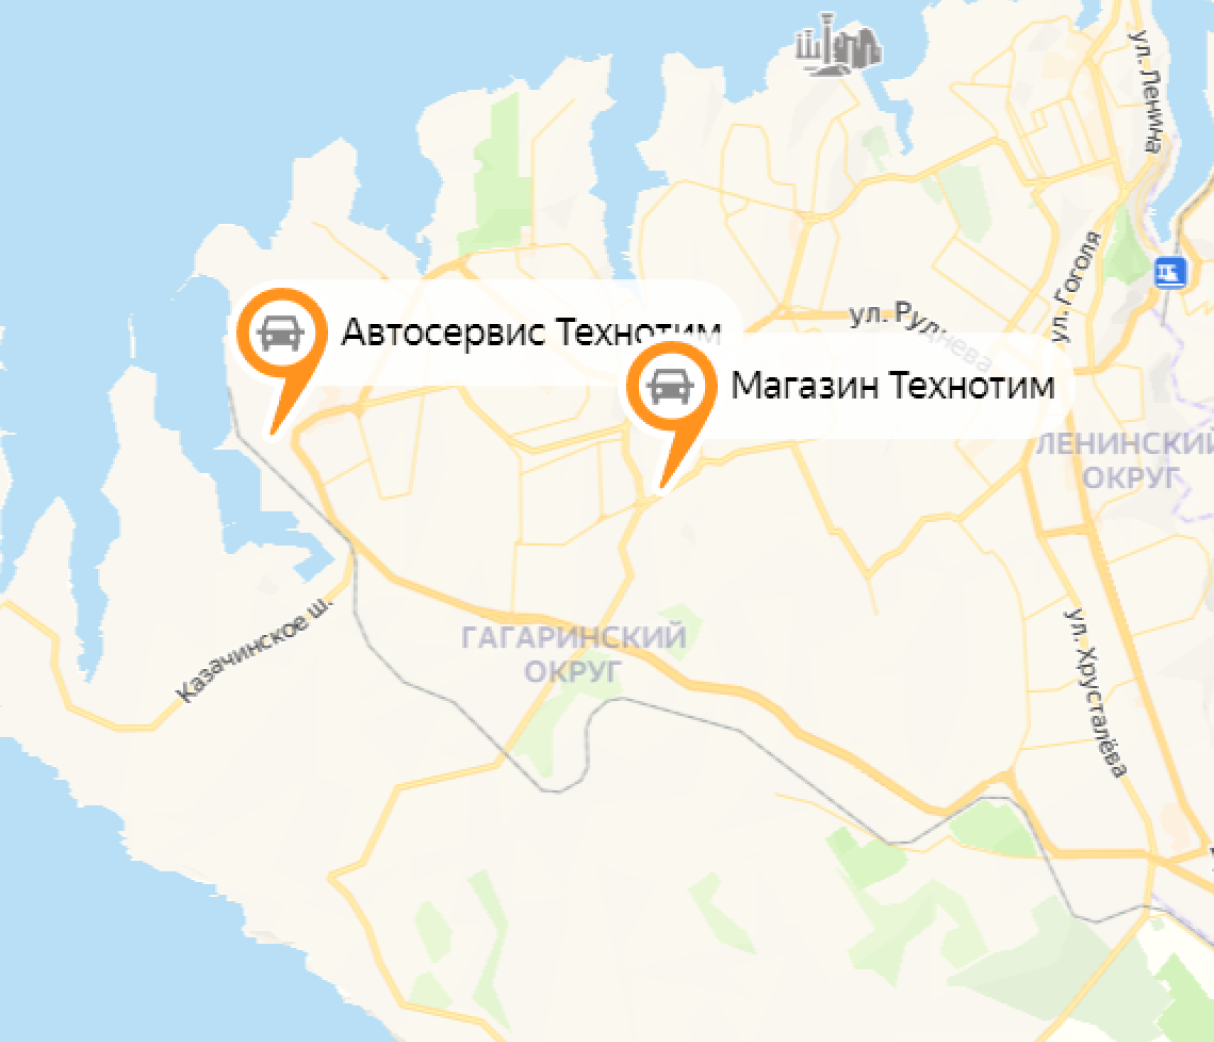 ул. Ленина
ул. Гоголя
ул. Руднева
Автосервис Технотим
Магазин Технотим
ЛЕНИНСКИЙ
ОКРУГ
Казачинское ш.
ГАГАРИНСКИЙ
ОКРУГ
ул. Хрусталёва